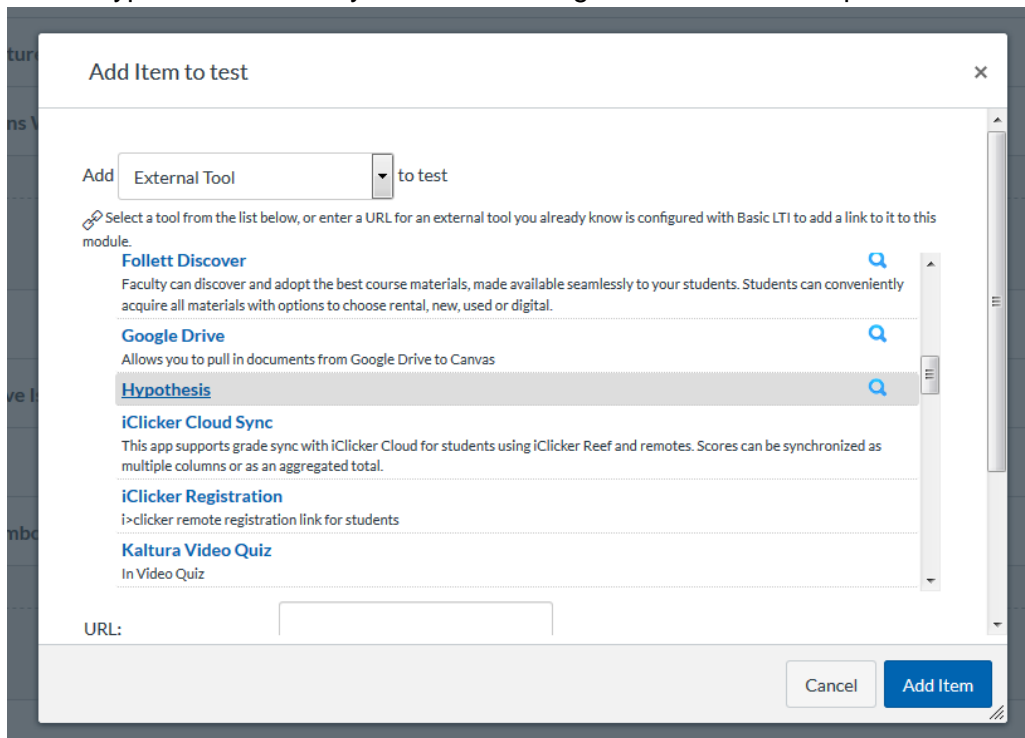 Add Item to test
×
Add External Tool to test
Select a tool from the list below, or enter a URL for an external tool you already know is configured with Basic LTI to add a link to it to this
module.
Follett Discover
Faculty can discover and adopt the best course materials, made available seamlessly to your students. Students can conveniently
acquire all materials with options to choose rental, new, used or digital.
Google Drive
Allows you to pull in documents from Google Drive to Canvas
Hypothesis
iClicker Cloud Sync
This app supports grade sync with iClicker Cloud for students using iClicker Reef and remotes. Scores can be synchronized as
multiple columns or as an aggregated total.
iClicker Registration
i>clicker remote registration link for students
Kaltura Video Quiz
In Video Quiz
URL:
Cancel Add Item